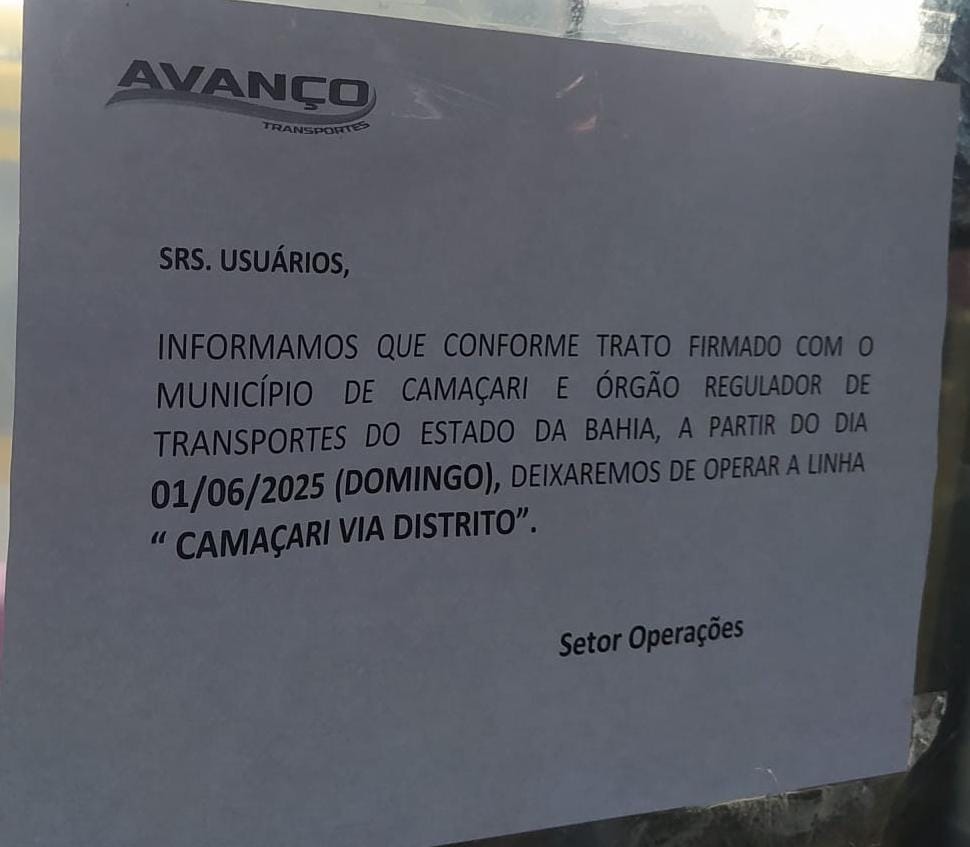 AVANÇO
TRANSPORTES
SRS. USUÁRIOS,
INFORMAMOS QUE CONFORME TRATO FIRMADO COM O
MUNICÍPIO DE CAMAÇARI E ÓRGÃO REGULADOR DE
TRANSPORTES DO ESTADO DA BAHIA, A PARTIR DO DIA
01/06/2025 (DOMINGO), DEIXAREMOS DE OPERAR A LINHA
“ CAMAÇARI VIA DISTRITO”.
Setor Operações